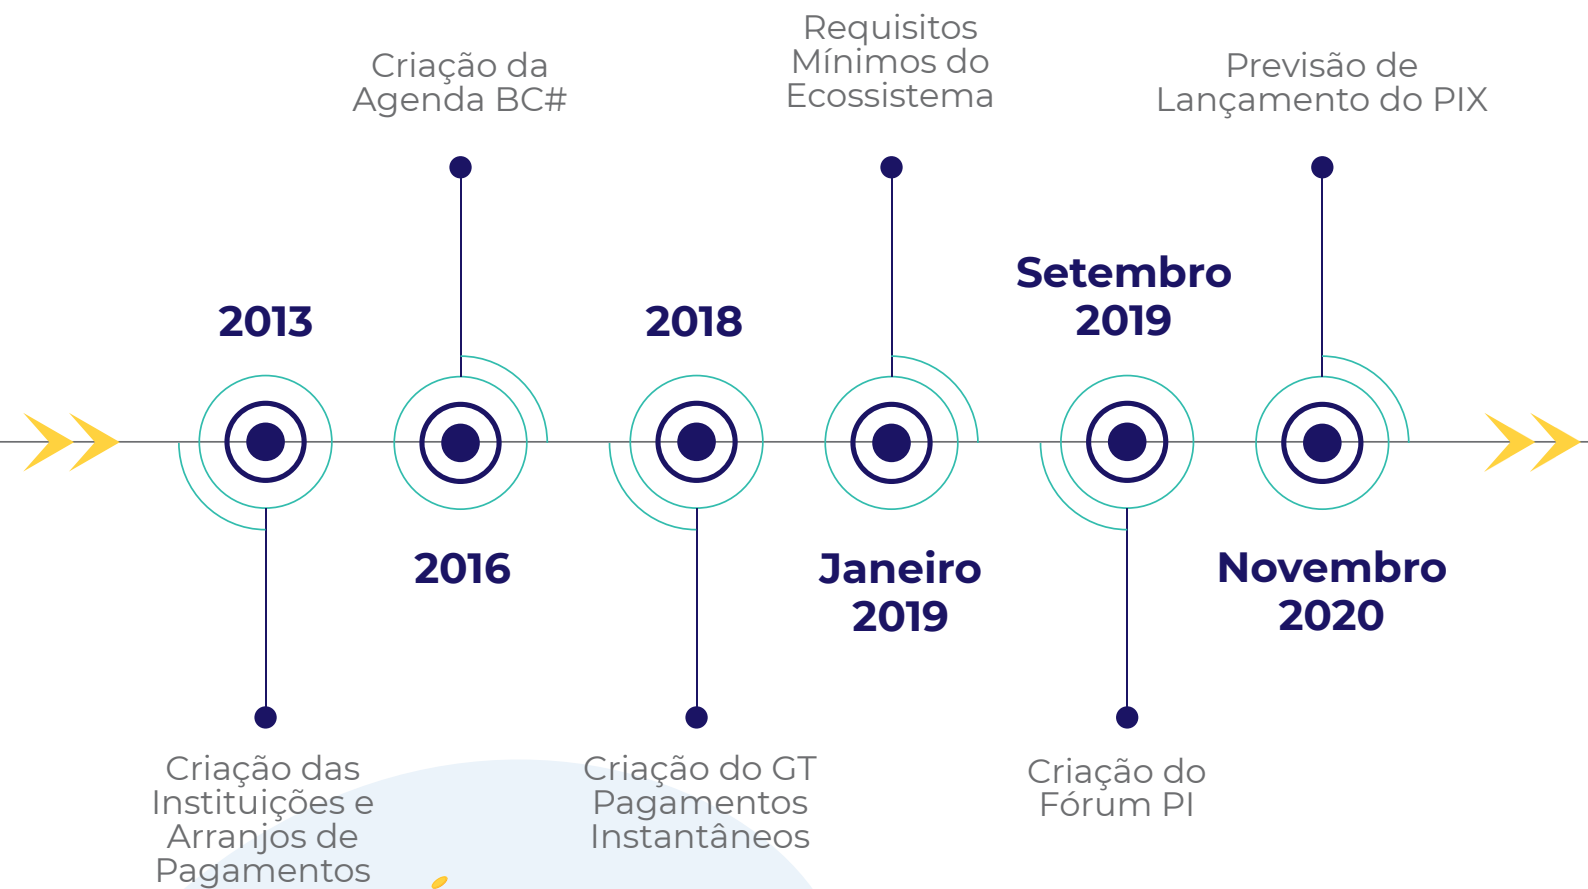 2013
Criação das
Instituições e
Arranjos de
Pagamentos
Criação da
Agenda BC#
2016
2018
Criação do GT
Pagamentos
Instantâneos
Requisitos
Mínimos do
Ecossistema
Janeiro
2019
Setembro
2019
Criação do
Fórum PI
Previsão de
Lançamento do PIX
Novembro
2020